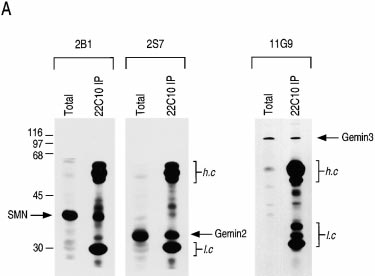 A
2B1 2S7 11G9
Total 22C10 IP Total 22C10 IP Total 22C10 IP
116
97
68
45
30
SMN
h.c
Gemin2
l.c
Gemin3
h.c
l.c